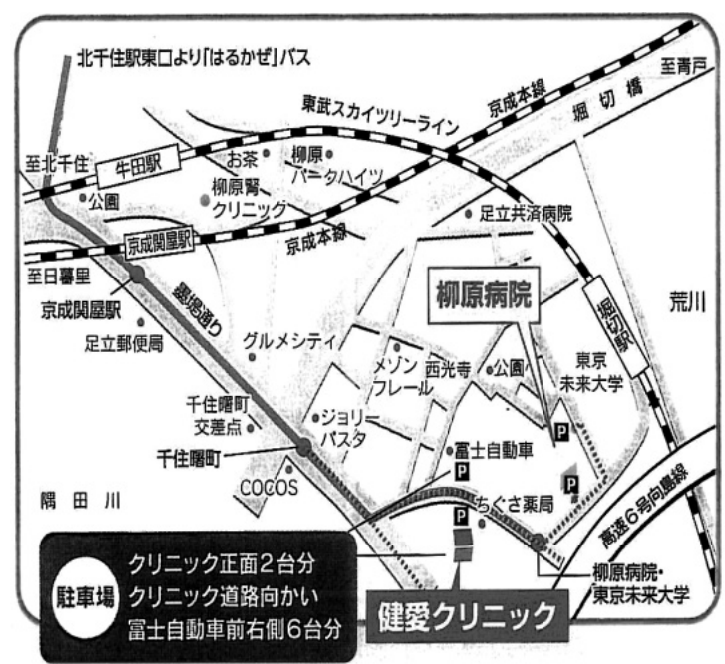 北千住駅東口より「はるかぜ」バス
至青戸
京成本線
堀切橋
東武スカイツリーライン
至北千住
牛田駅
お茶
柳原
パークハイツ
公園
柳原腎
クリニック
足立共済病院
京成関屋駅
京成本線
至日暮里
京成関屋駅
墨堤通り
柳原病院
堀切駅
荒川
足立郵便局
グルメシティ
メゾン
フレール
西光寺
公園
東京
未来大学
千住曙町
交差点
ジョリー
パスタ
千住曙町
富士自動車
P
P
P
P
COCOS
隅田川
ちぐさ薬局
高速6号向島線
駐車場
クリニック正面2台分
クリニック道路向かい
富士自動車前右側6台分
健愛クリニック
柳原病院・
東京未来大学